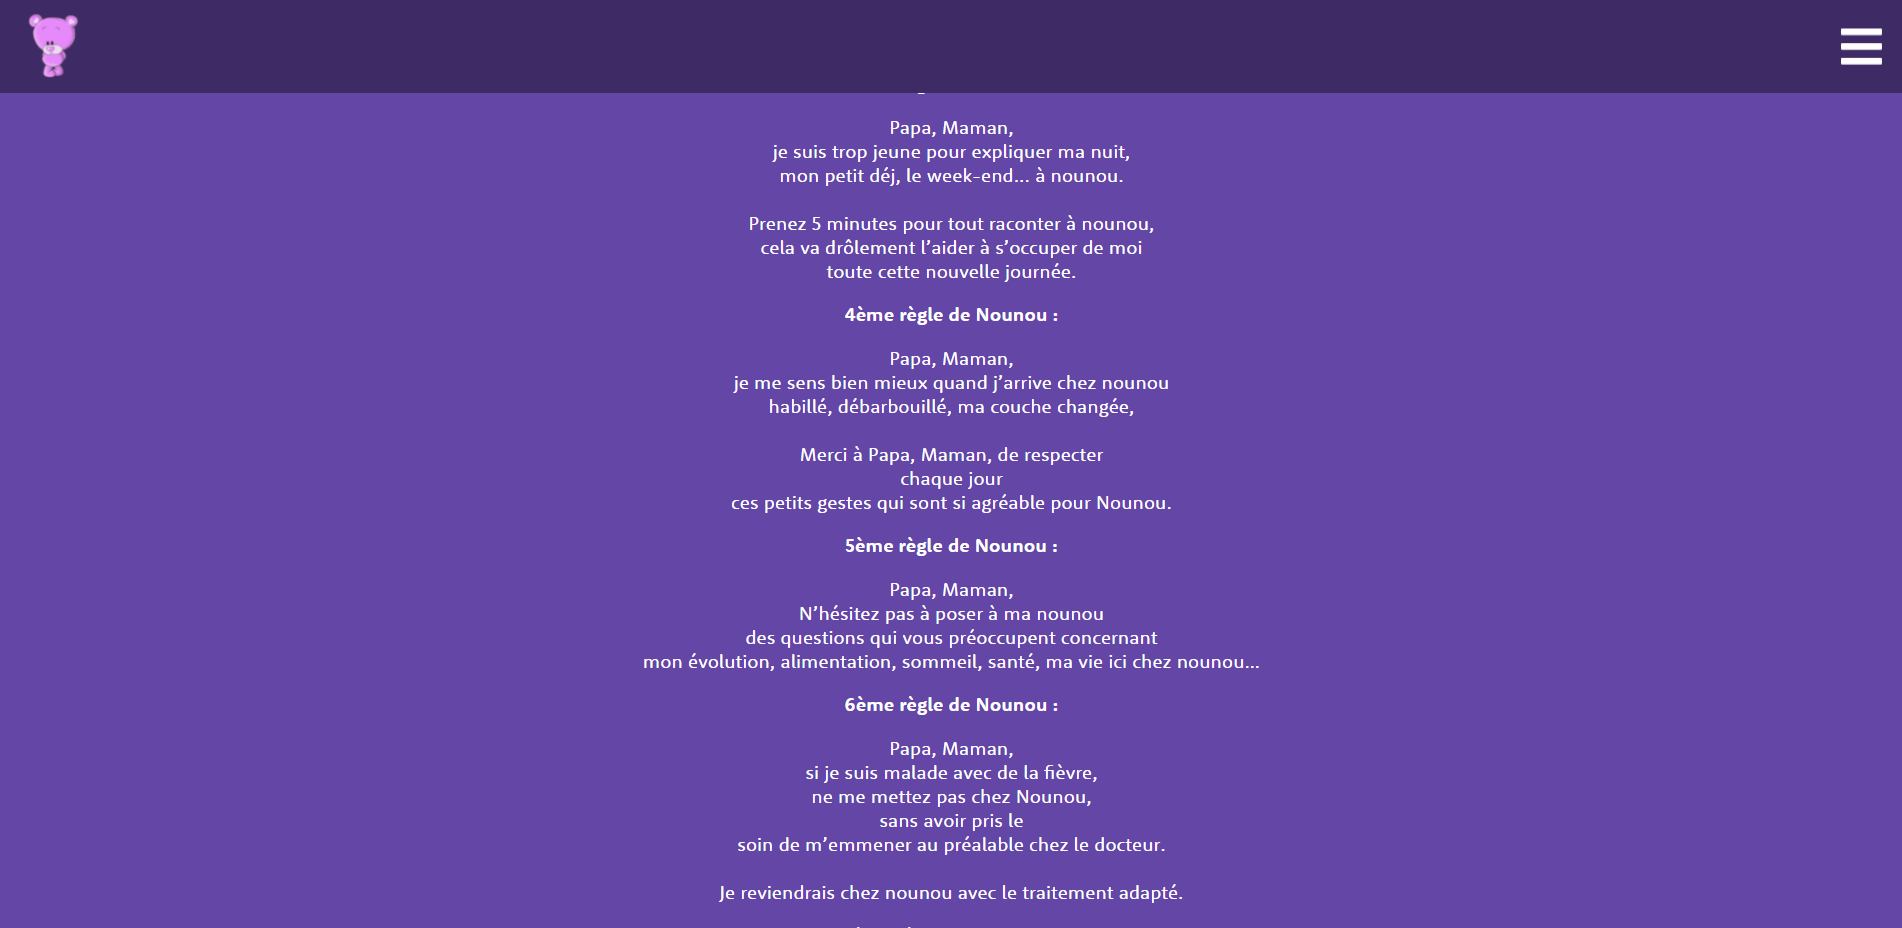 Papa, Maman,
je suis trop jeune pour expliquer ma nuit,
mon petit déj, le week-end... à nounou.
Prenez 5 minutes pour tout raconter à nounou,
cela va drôlement l’aider à s’occuper de moi
toute cette nouvelle journée.
4ème règle de Nounou :
Papa, Maman,
je me sens bien mieux quand j’arrive chez nounou
habillé, débarbouillé, ma couche changée,
Merci à Papa, Maman, de respecter
chaque jour
ces petits gestes qui sont si agréable pour Nounou.
5ème règle de Nounou :
Papa, Maman,
N’hésitez pas à poser à ma nounou
des questions qui vous préoccupent concernant
mon évolution, alimentation, sommeil, santé, ma vie ici chez nounou...
6ème règle de Nounou :
Papa, Maman,
si je suis malade avec de la fièvre,
ne me mettez pas chez Nounou,
sans avoir pris le
soin de m’emmener au préalable chez le docteur.
Je reviendrais chez nounou avec le traitement adapté.